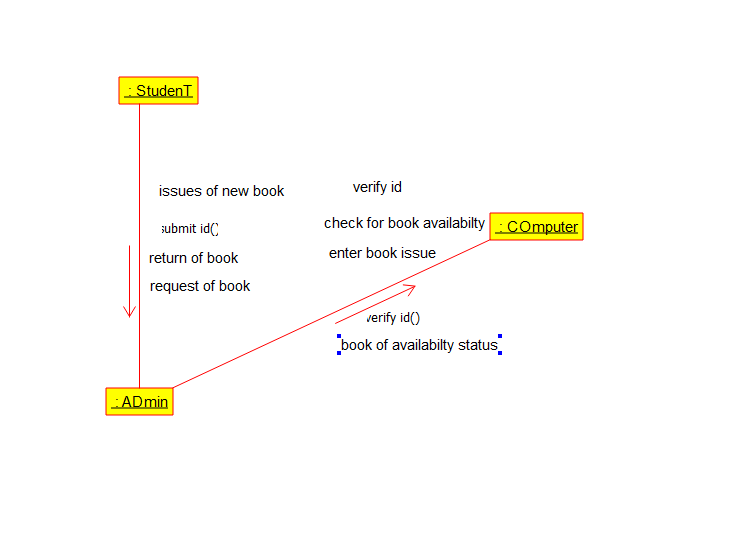 : StudenT
issues of new book
verify id
submit id()
check for book availabilty
: COmputer
return of book
enter book issue
request of book
verify id()
book of availabilty status
: ADmin